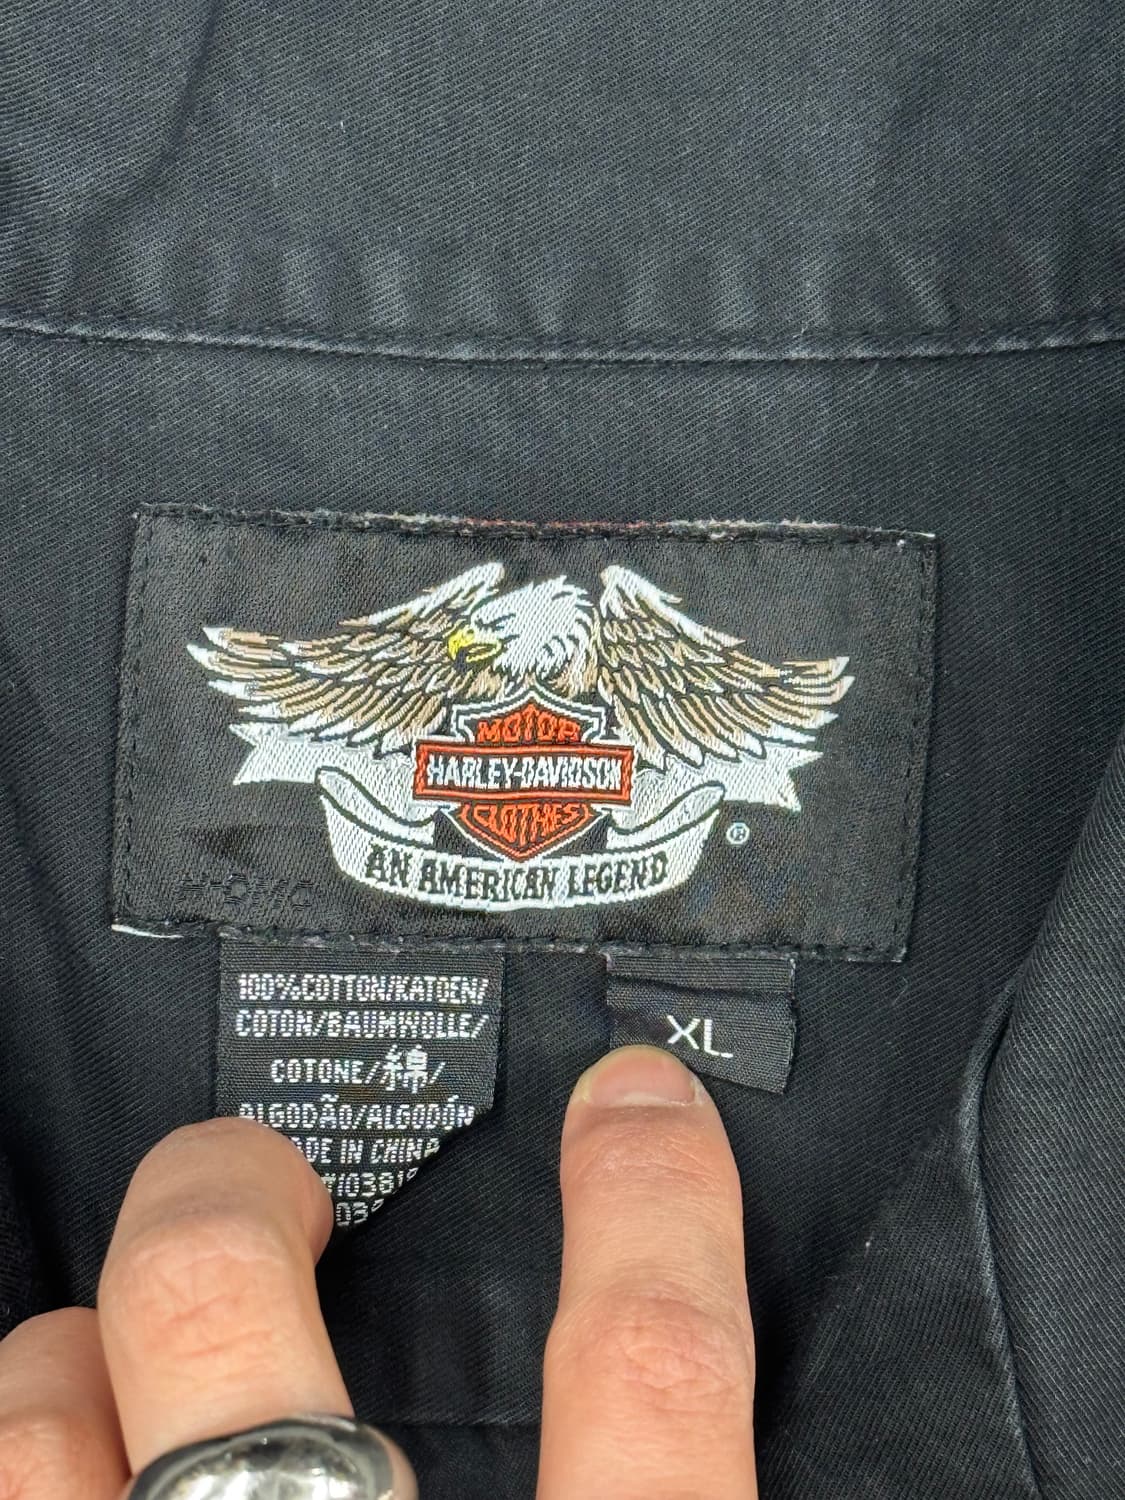 MOTOR
HARLEY-DAVIDSON
CLOTHES
AN AMERICAN LEGEND
®
H-DMC
100%COTTON/KATOEN/
COTON/BAUMWOLLE/
COTONE/綿/
ALGODÃO/ALGODÓN
MADE IN CHINA
XL